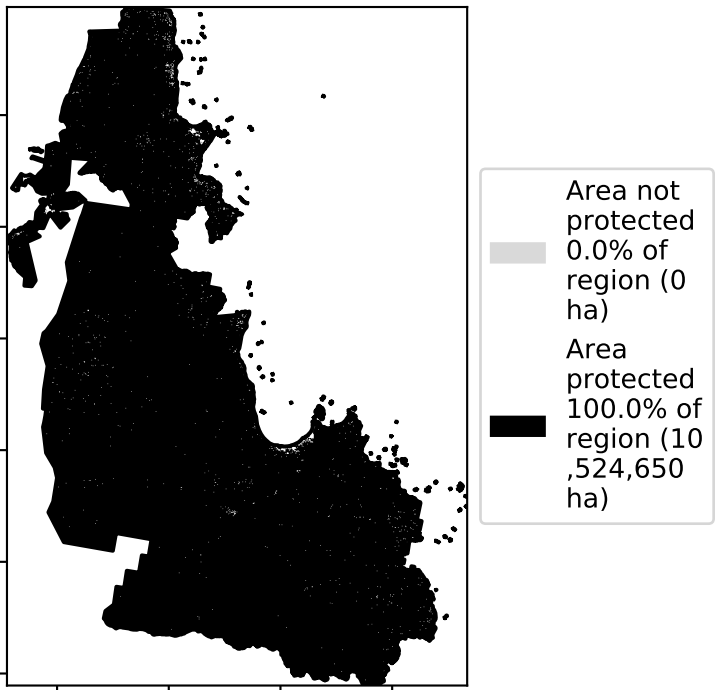 Area not
protected
0.0% of
region (0
ha)
Area
protected
100.0% of
region (10
,524,650
ha)